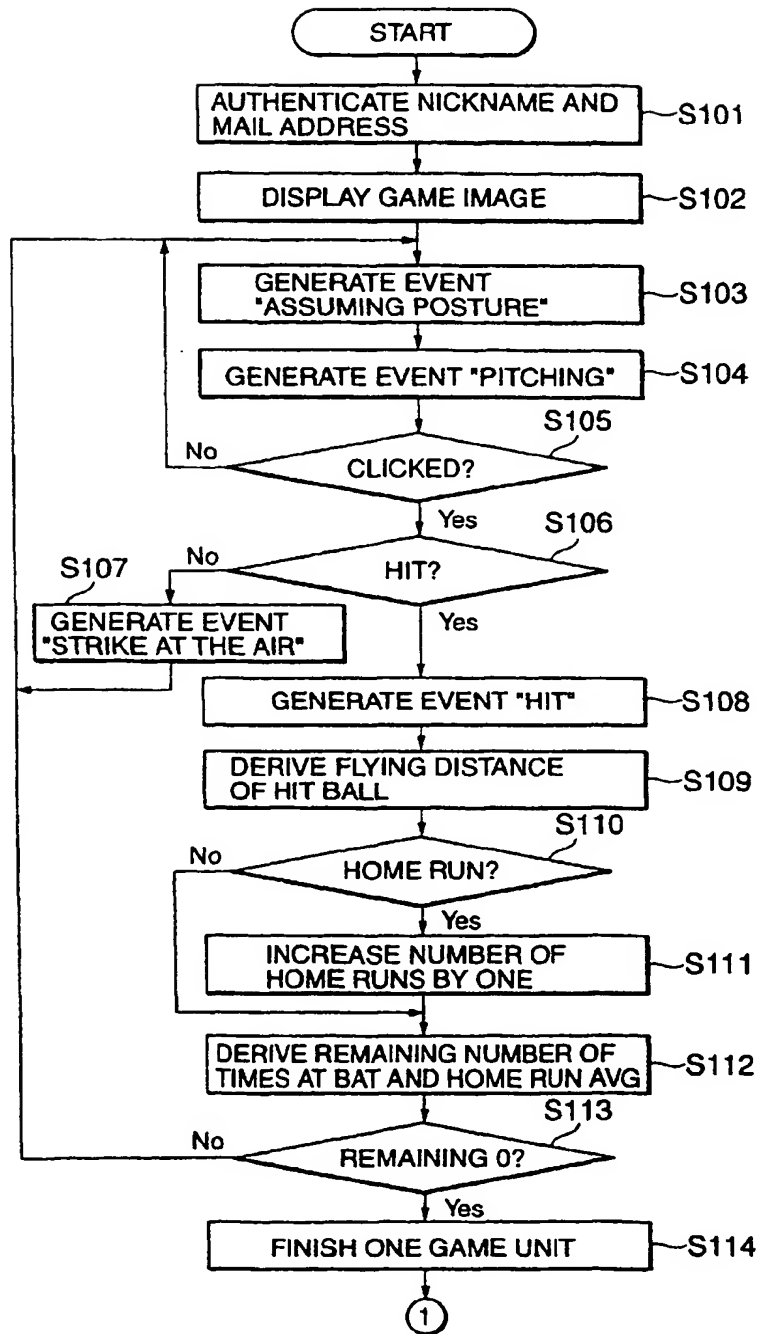 START
AUTHENTICATE NICKNAME AND
MAIL ADDRESS
S101
DISPLAY GAME IMAGE
S102
GENERATE EVENT
"ASSUMING POSTURE"
S103
GENERATE EVENT "PITCHING"
S104
S105
No
CLICKED?
Yes
S106
No
HIT?
S107
GENERATE EVENT
"STRIKE AT THE AIR"
Yes
GENERATE EVENT "HIT"
S108
DERIVE FLYING DISTANCE
OF HIT BALL
S109
S110
No
HOME RUN?
Yes
INCREASE NUMBER OF
HOME RUNS BY ONE
S111
DERIVE REMAINING NUMBER OF
TIMES AT BAT AND HOME RUN AVG
S112
S113
No
REMAINING 0?
Yes
FINISH ONE GAME UNIT
S114
1